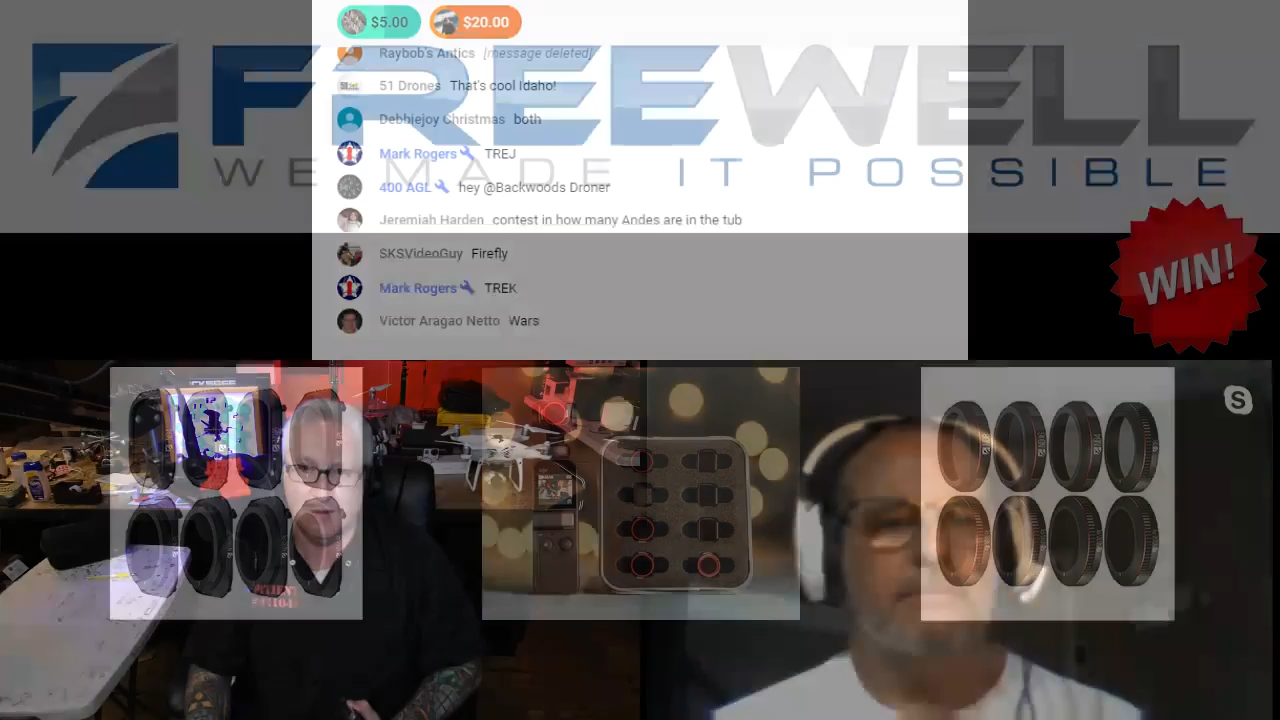 $5.00 $20.00
Raybob's Antics [message deleted]
51 Drones That's cool Idaho!
Debhiejoy Christmas both
Mark Rogers TREJ
400 AGL hey @Backwoods Droner
Jeremiah Harden contest in how many Andes are in the tub
SKSVideoGuy Firefly
Mark Rogers TREK
Victor Aragao Netto Wars
FREEWELL
WE MADE IT POSSIBLE
WIN!
S